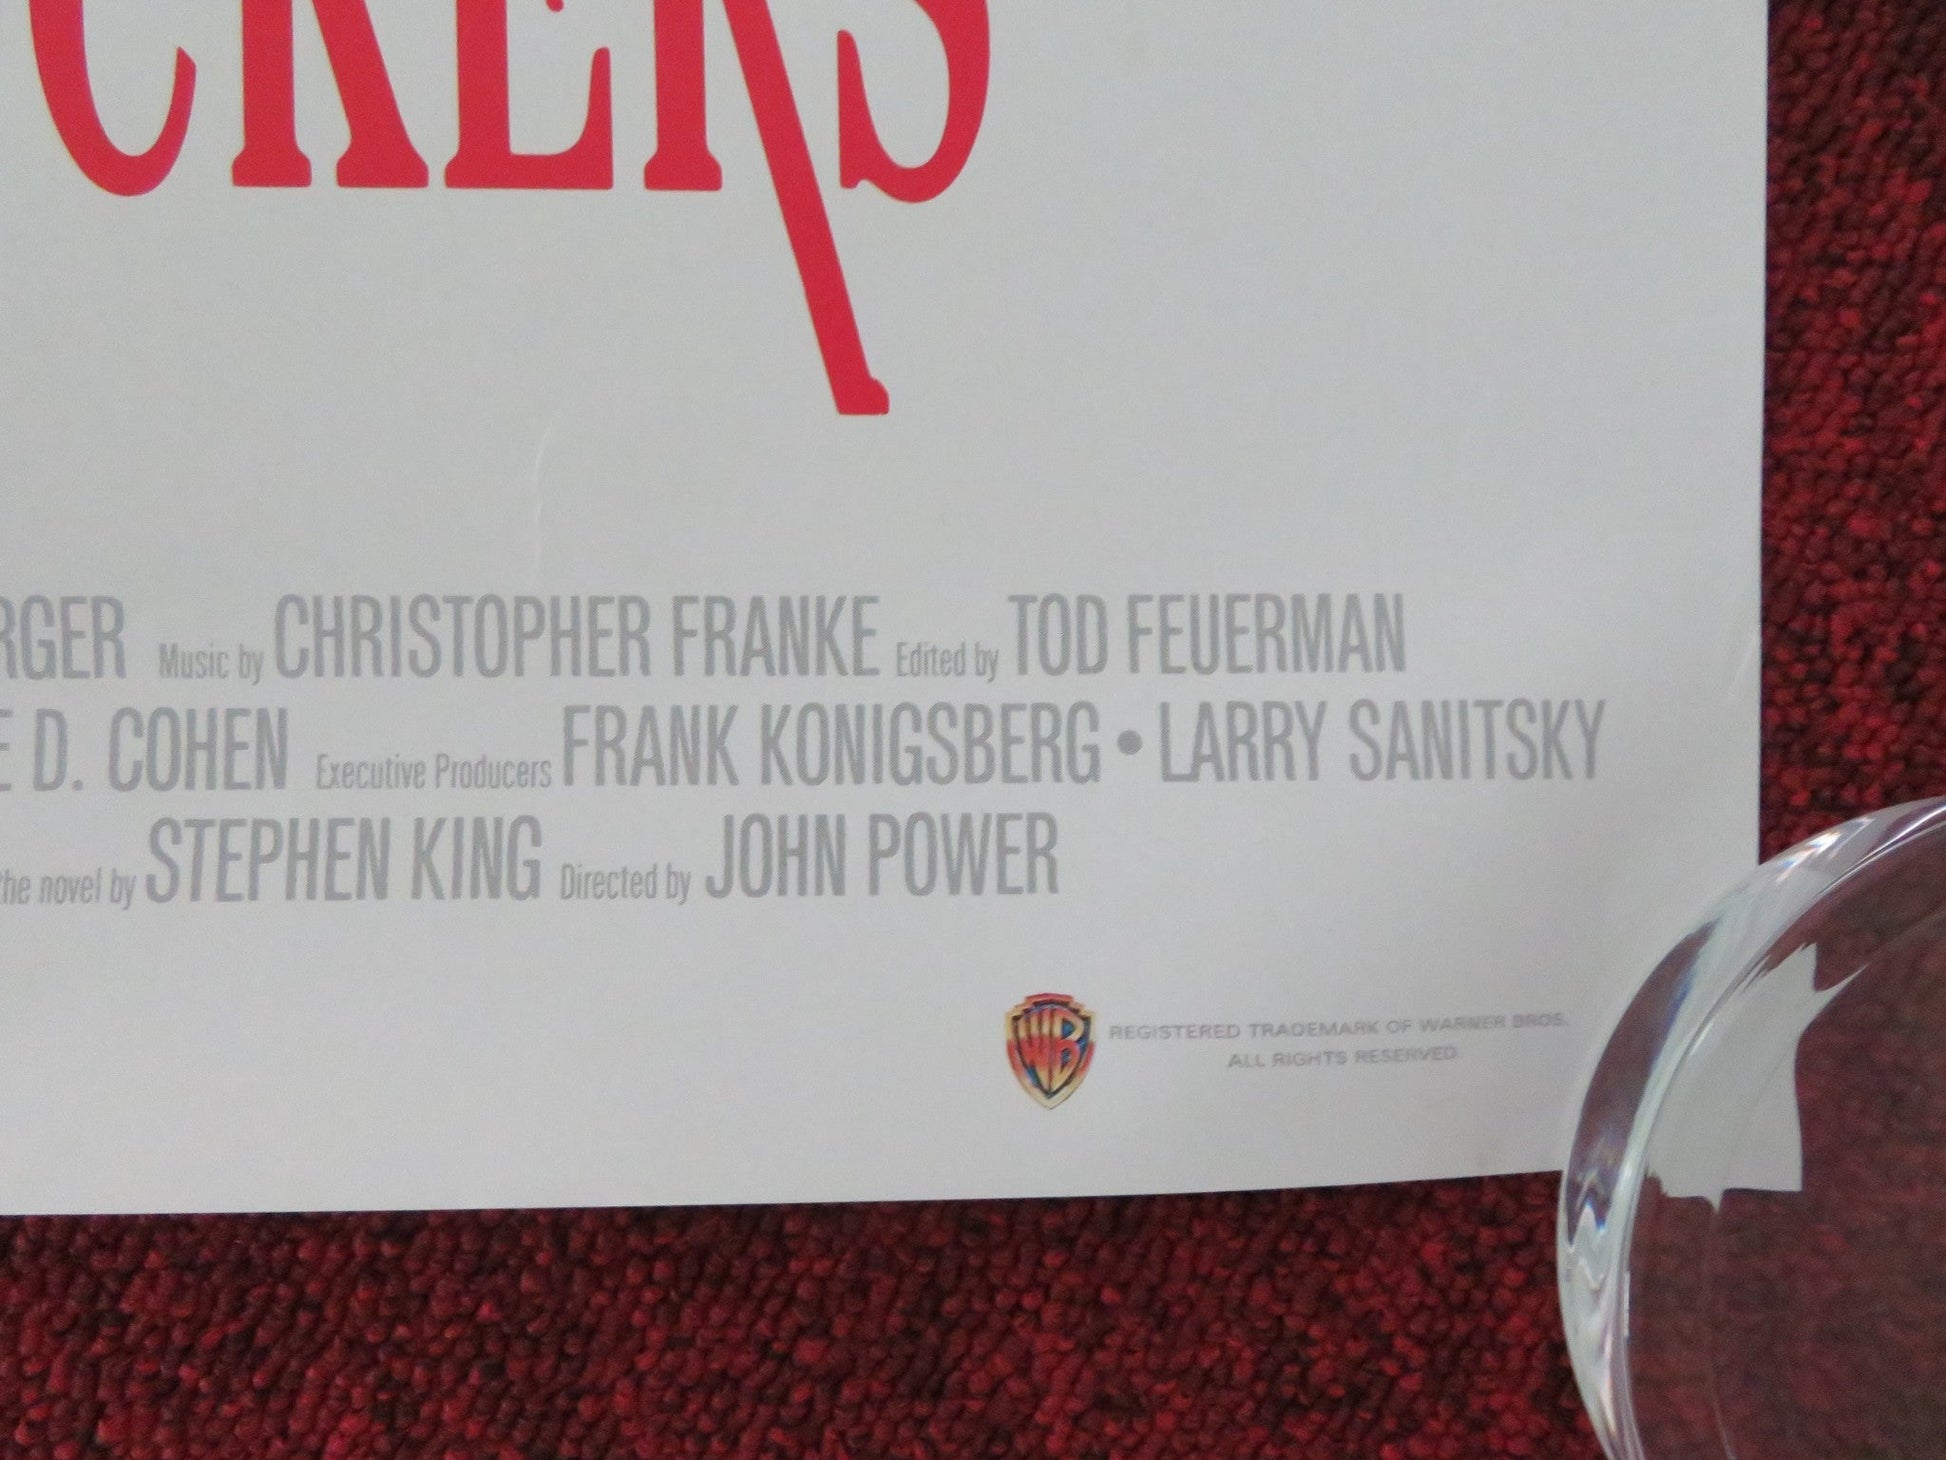 CKERS
RGER Music by CHRISTOPHER FRANKE Edited by TOD FEUERMAN
E D. COHEN Executive Producers FRANK KONIGSBERG • LARRY SANITSKY
the novel by STEPHEN KING Directed by JOHN POWER
WB REGISTERED TRADEMARK OF WARNER BROS.
ALL RIGHTS RESERVED